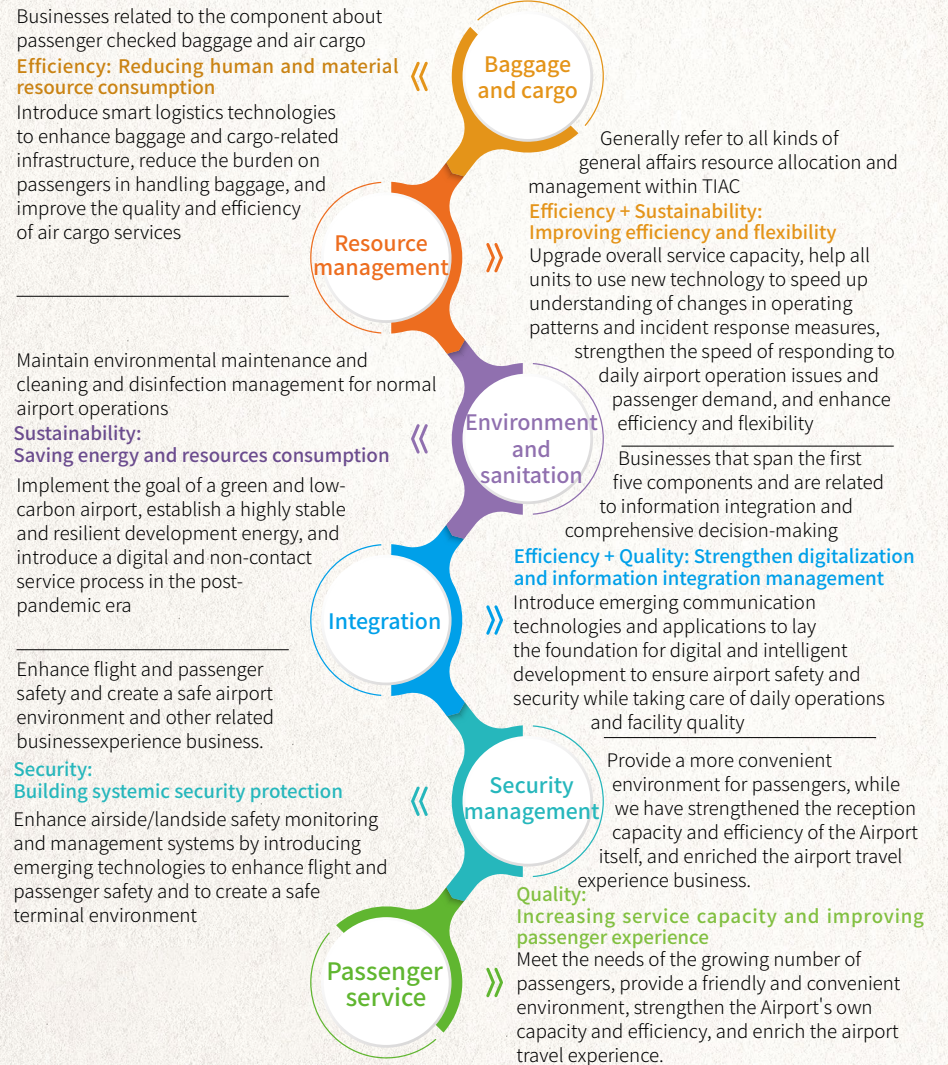 Businesses related to the component about
passenger checked baggage and air cargo
Efficiency: Reducing human and material
resource consumption
Introduce smart logistics technologies
to enhance baggage and cargo-related
infrastructure, reduce the burden on
passengers in handling baggage, and
improve the quality and efficiency
of air cargo services
Baggage
and cargo
Generally refer to all kinds of
general affairs resource allocation and
management within TIAC
Efficiency + Sustainability:
Improving efficiency and flexibility
Upgrade overall service capacity, help all
units to use new technology to speed up
understanding of changes in operating
patterns and incident response measures,
strengthen the speed of responding to
daily airport operation issues and
passenger demand, and enhance
efficiency and flexibility
Resource
management
Maintain environmental maintenance and
cleaning and disinfection management for normal
airport operations
Sustainability:
Saving energy and resources consumption
Implement the goal of a green and low-
carbon airport, establish a highly stable
and resilient development energy, and
introduce a digital and non-contact
service process in the post-
pandemic era
Environment
and
sanitation
Businesses that span the first
five components and are related
to information integration and
comprehensive decision-making
Efficiency + Quality: Strengthen digitalization
and information integration management
Introduce emerging communication
technologies and applications to lay
the foundation for digital and intelligent
development to ensure airport safety and
security while taking care of daily operations
and facility quality
Integration
Enhance flight and passenger
safety and create a safe airport
environment and other related
businessexperience business.
Security:
Building systemic security protection
Enhance airside/landside safety monitoring
and management systems by introducing
emerging technologies to enhance flight and
passenger safety and to create a safe
terminal environment
Security
management
Provide a more convenient
environment for passengers, while
we have strengthened the reception
capacity and efficiency of the Airport
itself, and enriched the airport travel
experience business.
Quality:
Increasing service capacity and improving
passenger experience
Meet the needs of the growing number of
passengers, provide a friendly and convenient
environment, strengthen the Airport's own
capacity and efficiency, and enrich the airport
travel experience.
Passenger
service